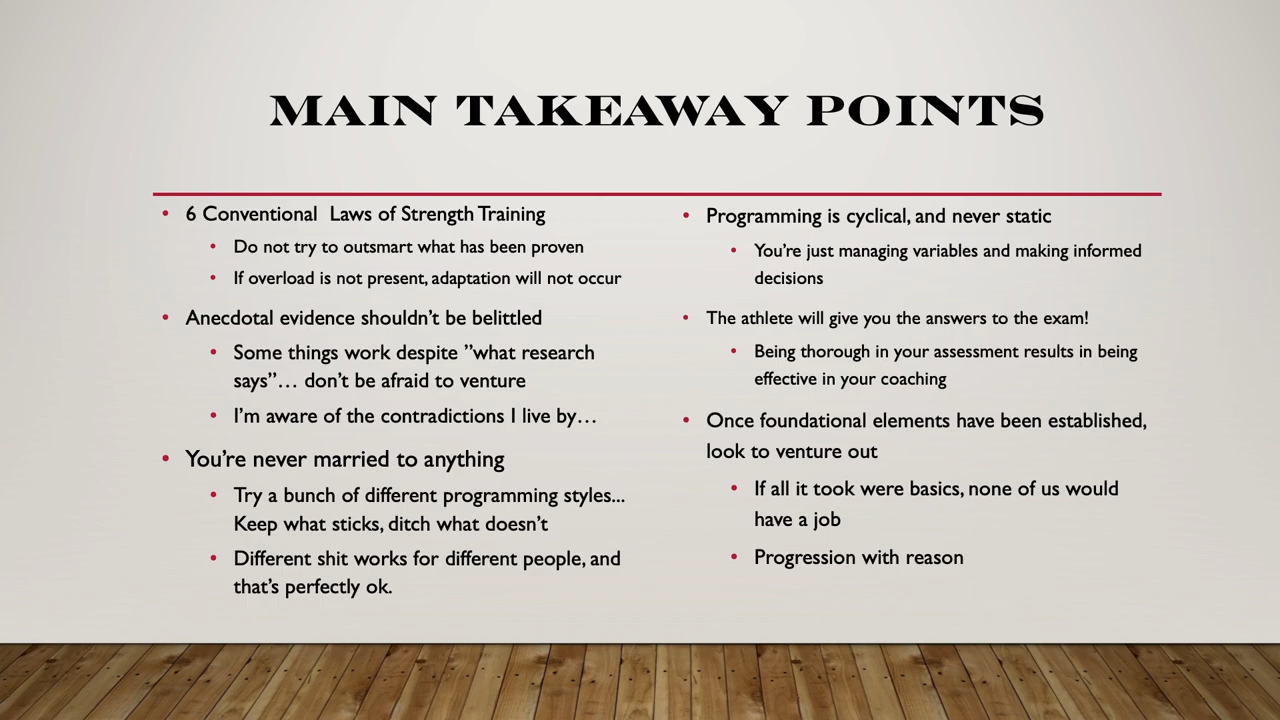 MAIN TAKEAWAY POINTS
• 6 Conventional  Laws of Strength Training
• Do not try to outsmart what has been proven
• If overload is not present, adaptation will not occur
• Anecdotal evidence shouldn’t be belittled
• Some things work despite ”what research
says”… don’t be afraid to venture
• I’m aware of the contradictions I live by…
• You’re never married to anything
• Try a bunch of different programming styles...
Keep what sticks, ditch what doesn’t
• Different shit works for different people, and
that’s perfectly ok.
• Programming is cyclical, and never static
• You’re just managing variables and making informed
decisions
• The athlete will give you the answers to the exam!
• Being thorough in your assessment results in being
effective in your coaching
• Once foundational elements have been established,
look to venture out
• If all it took were basics, none of us would
have a job
• Progression with reason